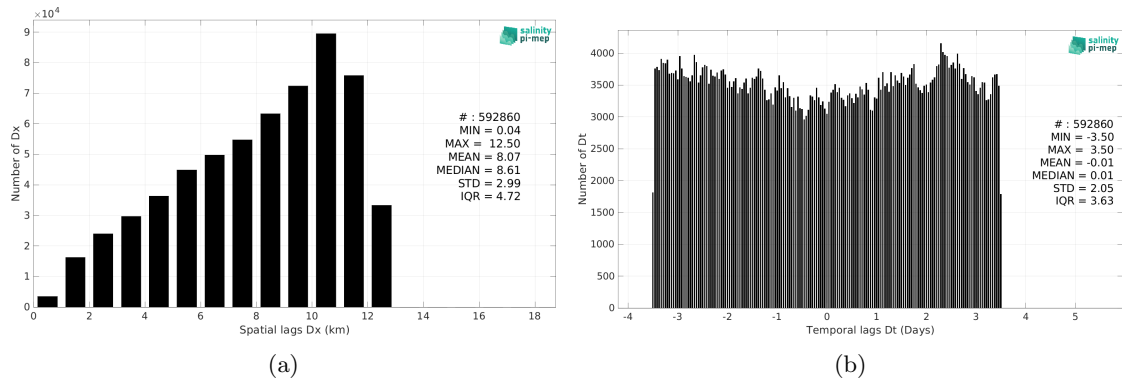 ×10⁴
9
8
7
6
5
4
3
2
1
0
Number of Dx
0 2 4 6 8 10 12 14 16 18
Spatial lags Dx (km)
salinity
pi-mep
# : 592860
MIN = 0.04
MAX = 12.50
MEAN = 8.07
MEDIAN = 8.61
STD = 2.99
IQR = 4.72
(a)
4000
3500
3000
2500
2000
1500
1000
500
0
Number of Dt
-4 -3 -2 -1 0 1 2 3 4 5
Temporal lags Dt (Days)
salinity
pi-mep
# : 592860
MIN = -3.50
MAX = 3.50
MEAN = -0.01
MEDIAN = 0.01
STD = 2.05
IQR = 3.63
(b)